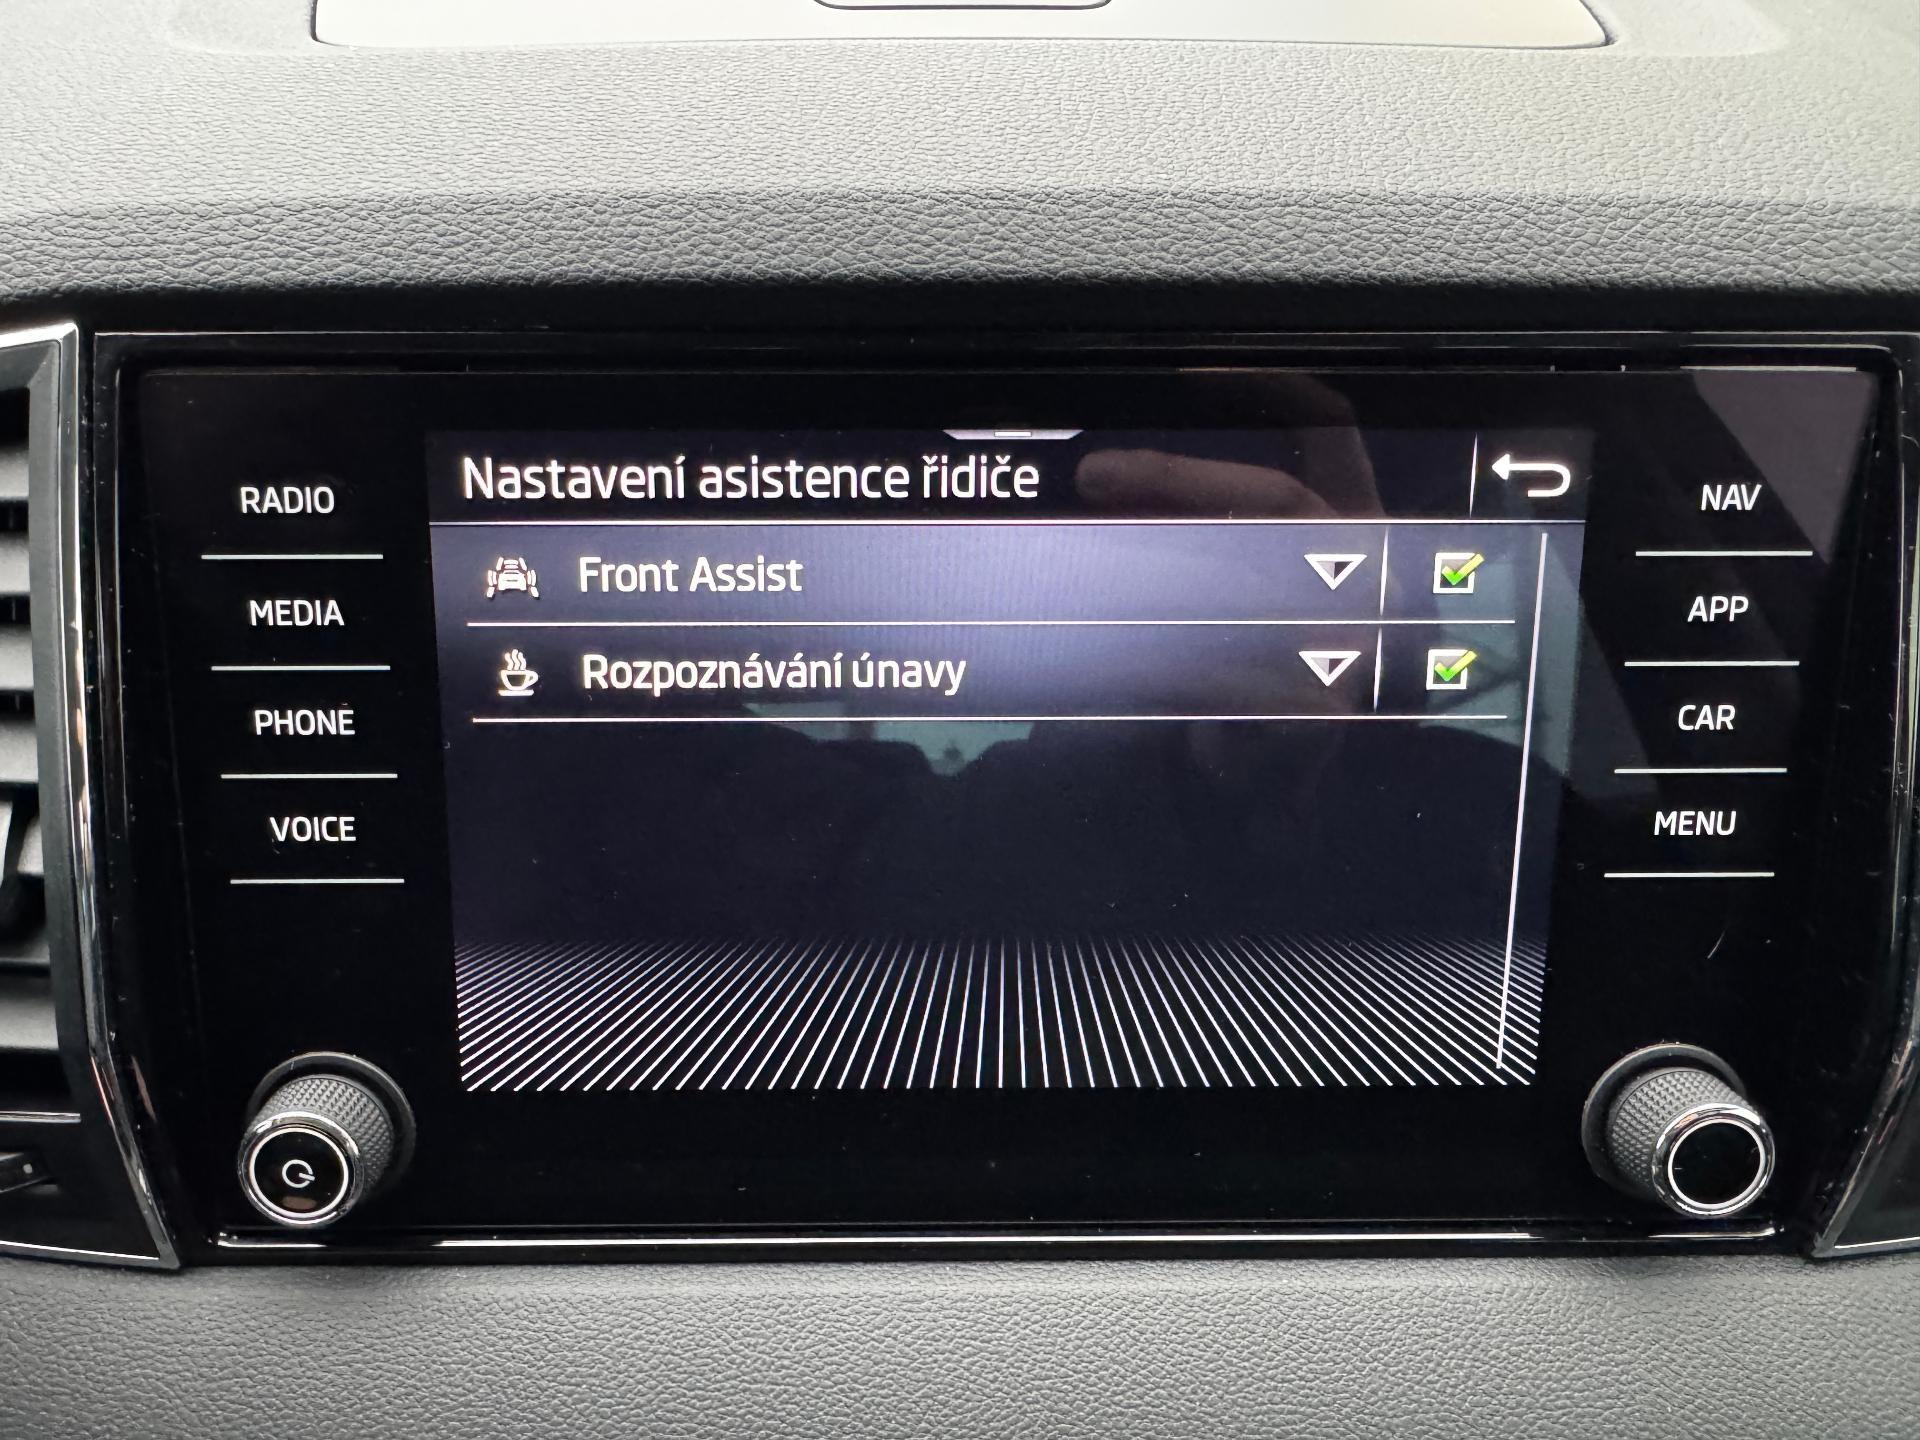 Nastavení asistence řidiče
Front Assist
Rozpoznávání únavy
RADIO
MEDIA
PHONE
VOICE
NAV
APP
CAR
MENU